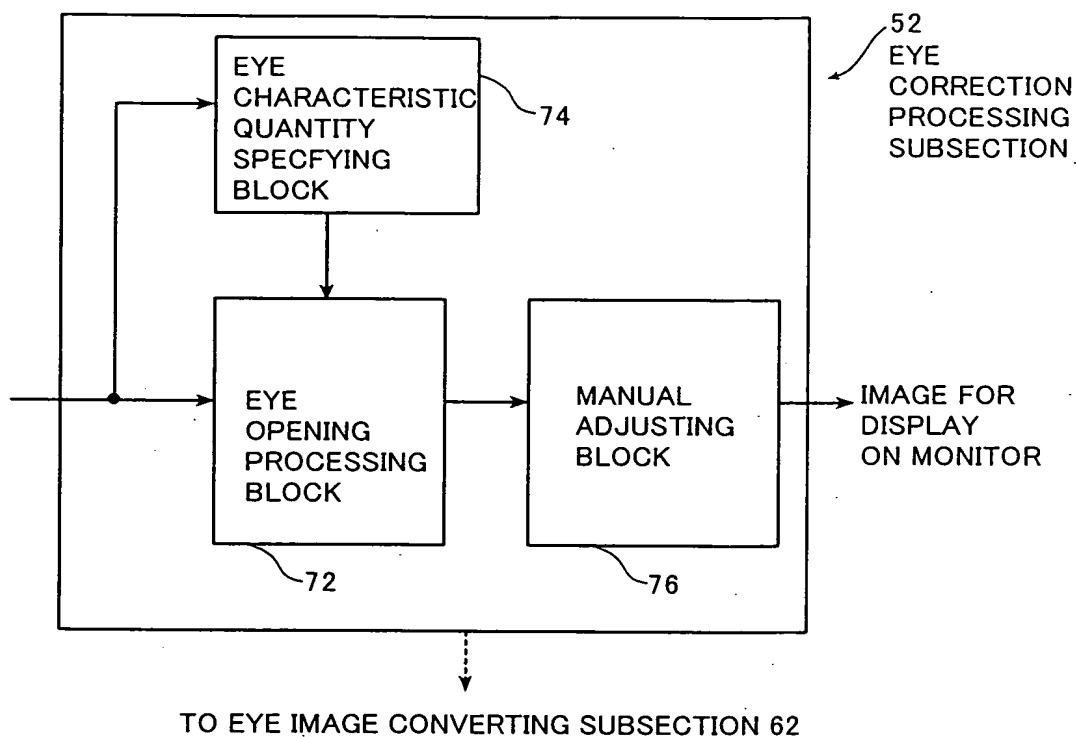 EYE
CHARACTERISTIC
QUANTITY
SPECFYING
BLOCK
74
52
EYE
CORRECTION
PROCESSING
SUBSECTION
EYE
OPENING
PROCESSING
BLOCK
72
MANUAL
ADJUSTING
BLOCK
76
IMAGE FOR
DISPLAY
ON MONITOR
TO EYE IMAGE CONVERTING SUBSECTION 62